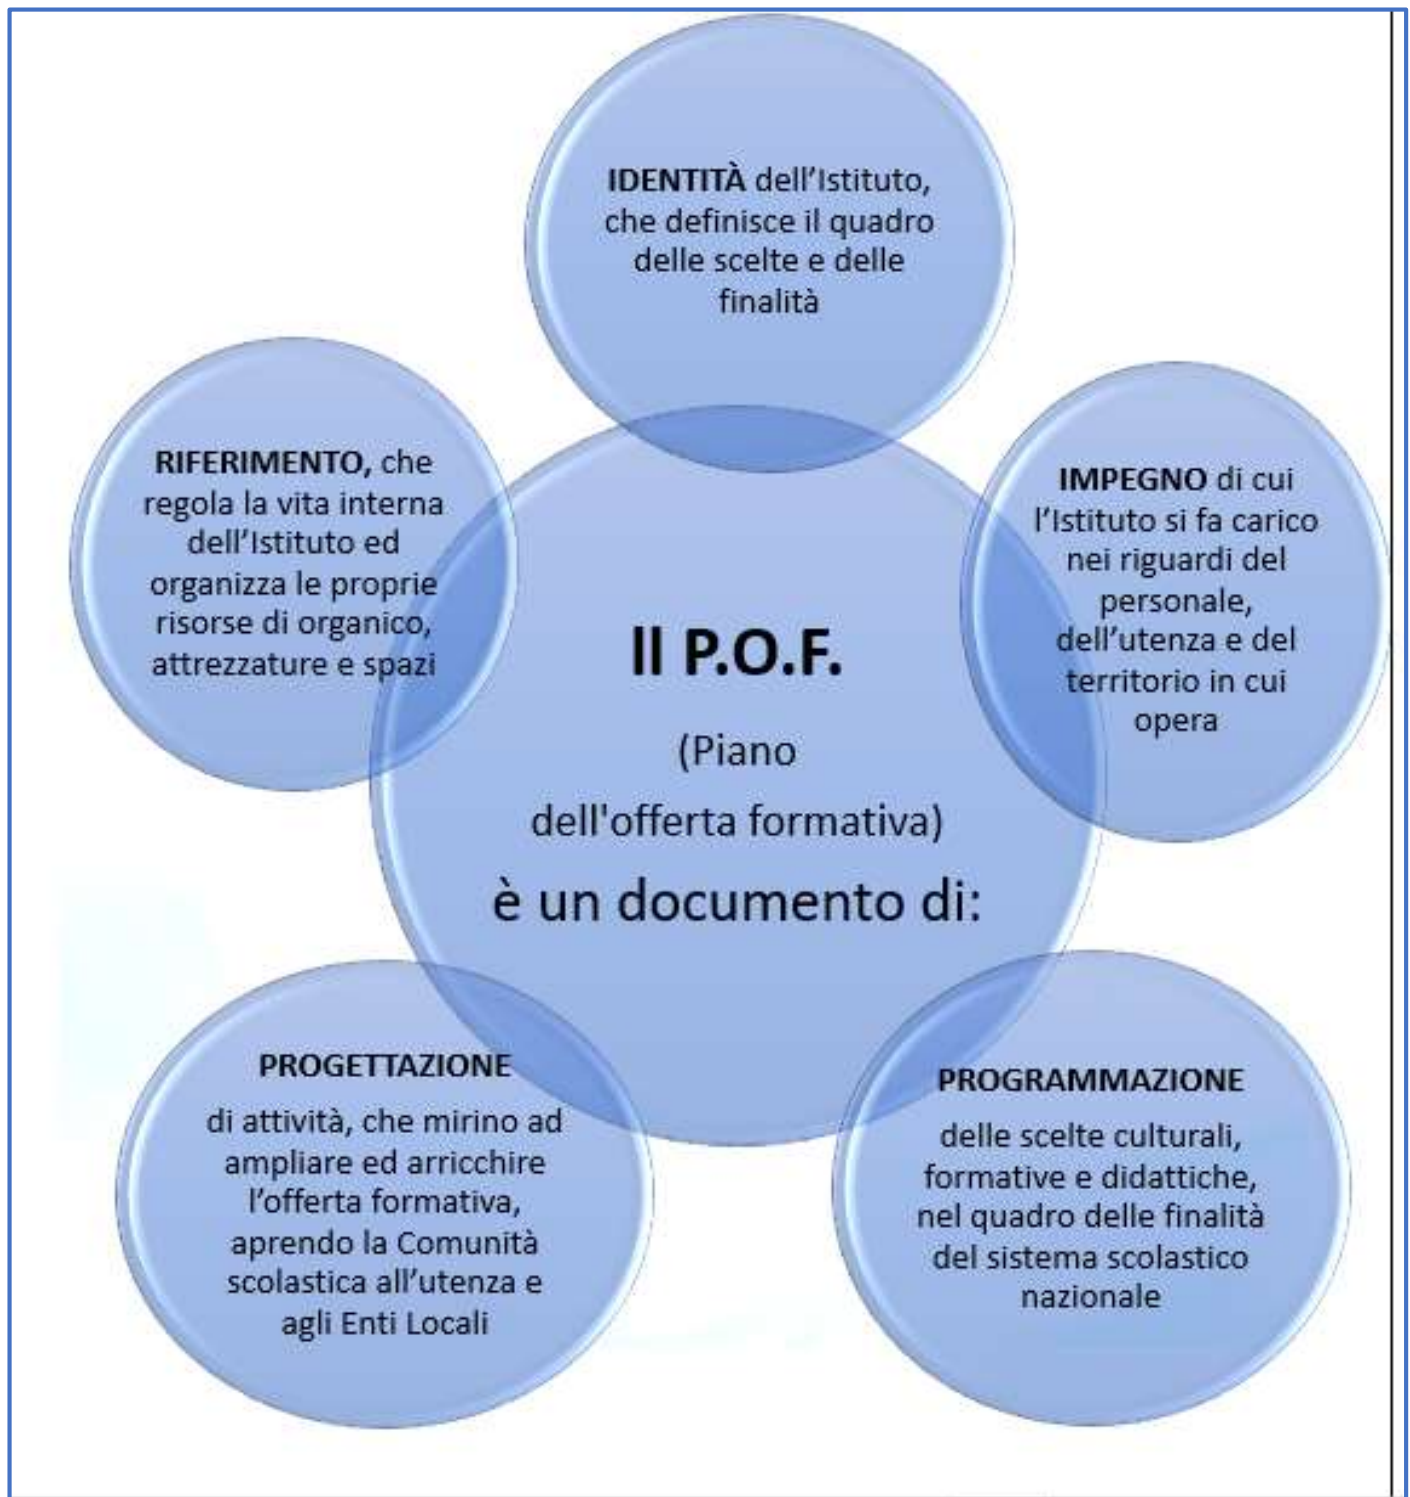 IDENTITÀ dell'Istituto,
che definisce il quadro
delle scelte e delle
finalità
RIFERIMENTO, che
regola la vita interna
dell'Istituto ed
organizza le proprie
risorse di organico,
attrezzature e spazi
IMPEGNO di cui
l'Istituto si fa carico
nei riguardi del
personale,
dell'utenza e del
territorio in cui
opera
Il P.O.F.
(Piano
dell'offerta formativa)
è un documento di:
PROGETTAZIONE
di attività, che mirino ad
ampliare ed arricchire
l'offerta formativa,
aprendo la Comunità
scolastica all'utenza e
agli Enti Locali
PROGRAMMAZIONE
delle scelte culturali,
formative e didattiche,
nel quadro delle finalità
del sistema scolastico
nazionale